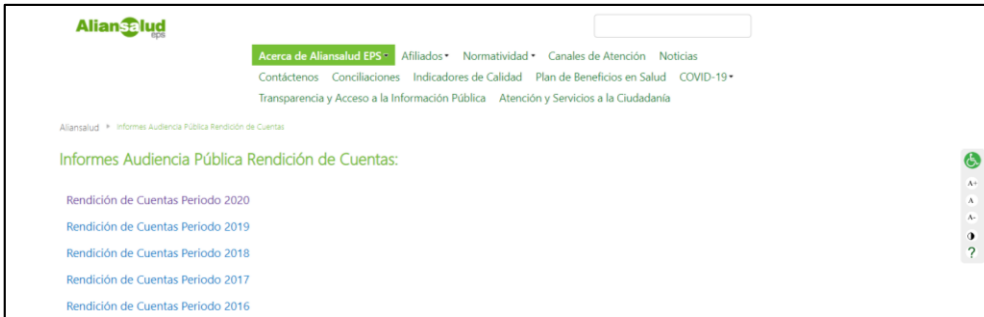 Aliansalud
eps
Acerca de Aliansalud EPS Afiliados Normatividad Canales de Atención Noticias
Contáctenos Conciliaciones Indicadores de Calidad Plan de Beneficios en Salud COVID-19
Transparencia y Acceso a la Información Pública Atención y Servicios a la Ciudadanía
Aliansalud Informes Audiencia Pública Rendición de Cuentas
Informes Audiencia Pública Rendición de Cuentas:
Rendición de Cuentas Periodo 2020
Rendición de Cuentas Periodo 2019
Rendición de Cuentas Periodo 2018
Rendición de Cuentas Periodo 2017
Rendición de Cuentas Periodo 2016
A+
A
A-
?